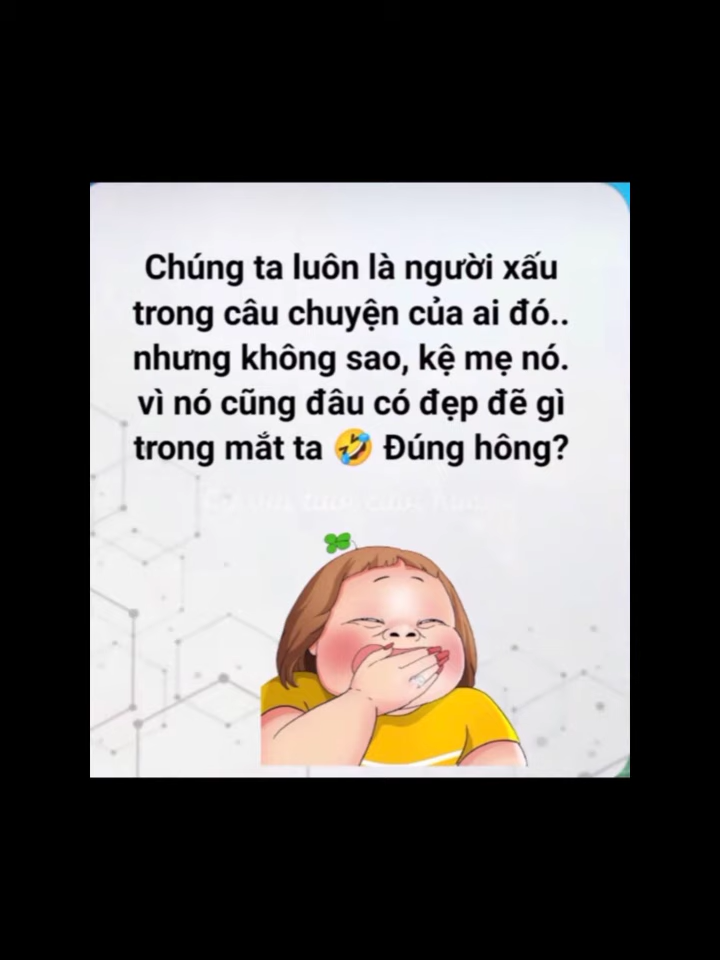 Chúng ta luôn là người xấu
trong câu chuyện của ai đó..
nhưng không sao, kệ mẹ nó.
vì nó cũng đâu có đẹp đẽ gì
trong mắt ta 🤣 Đúng hông?